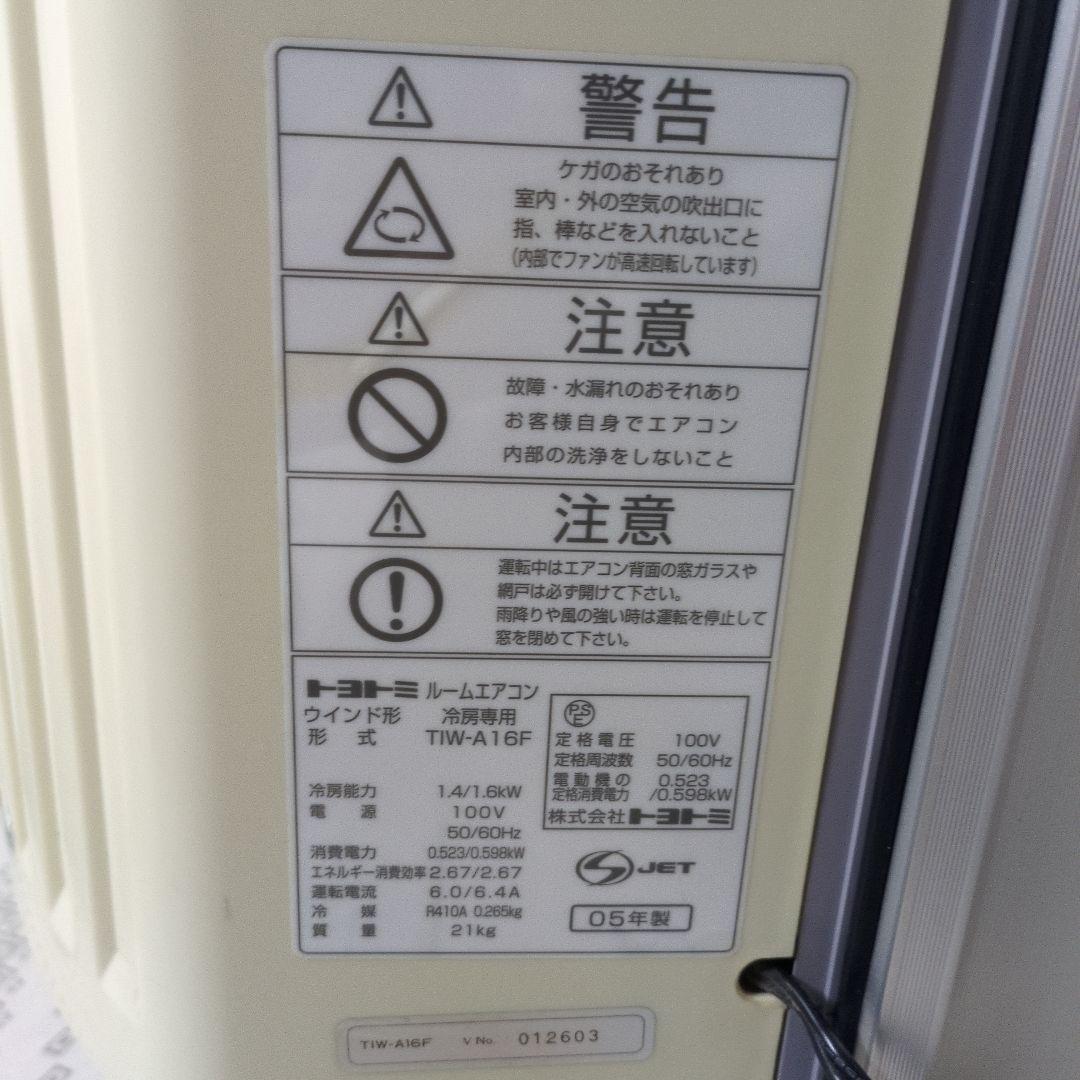 警告
ケガのおそれあり
室内・外の空気の吹出口に
指、棒などを入れないこと
(内部でファンが高速回転しています)
注意
故障・水漏れのおそれあり
お客様自身でエアコン
内部の洗浄をしないこと
注意
運転中はエアコン背面の窓ガラスや
網戸は必ず開けて下さい。
雨降りや風の強い時は運転を停止して
窓を閉めて下さい。
トヨトミ ルームエアコン
ウインド形 冷房専用
形式 TIW-A16F
冷房能力 1.4/1.6kW
電源 100V
50/60Hz
消費電力 0.523/0.598kW
エネルギー消費効率 2.67/2.67
運転電流 6.0/6.4A
冷媒 R410A 0.265kg
質量 21kg
PSE
定格電圧 100V
定格周波数 50/60Hz
電動機の 0.523
定格消費電力 /0.598kW
株式会社トヨトミ
S JET
05年製
TIW-A16F V No. 012603